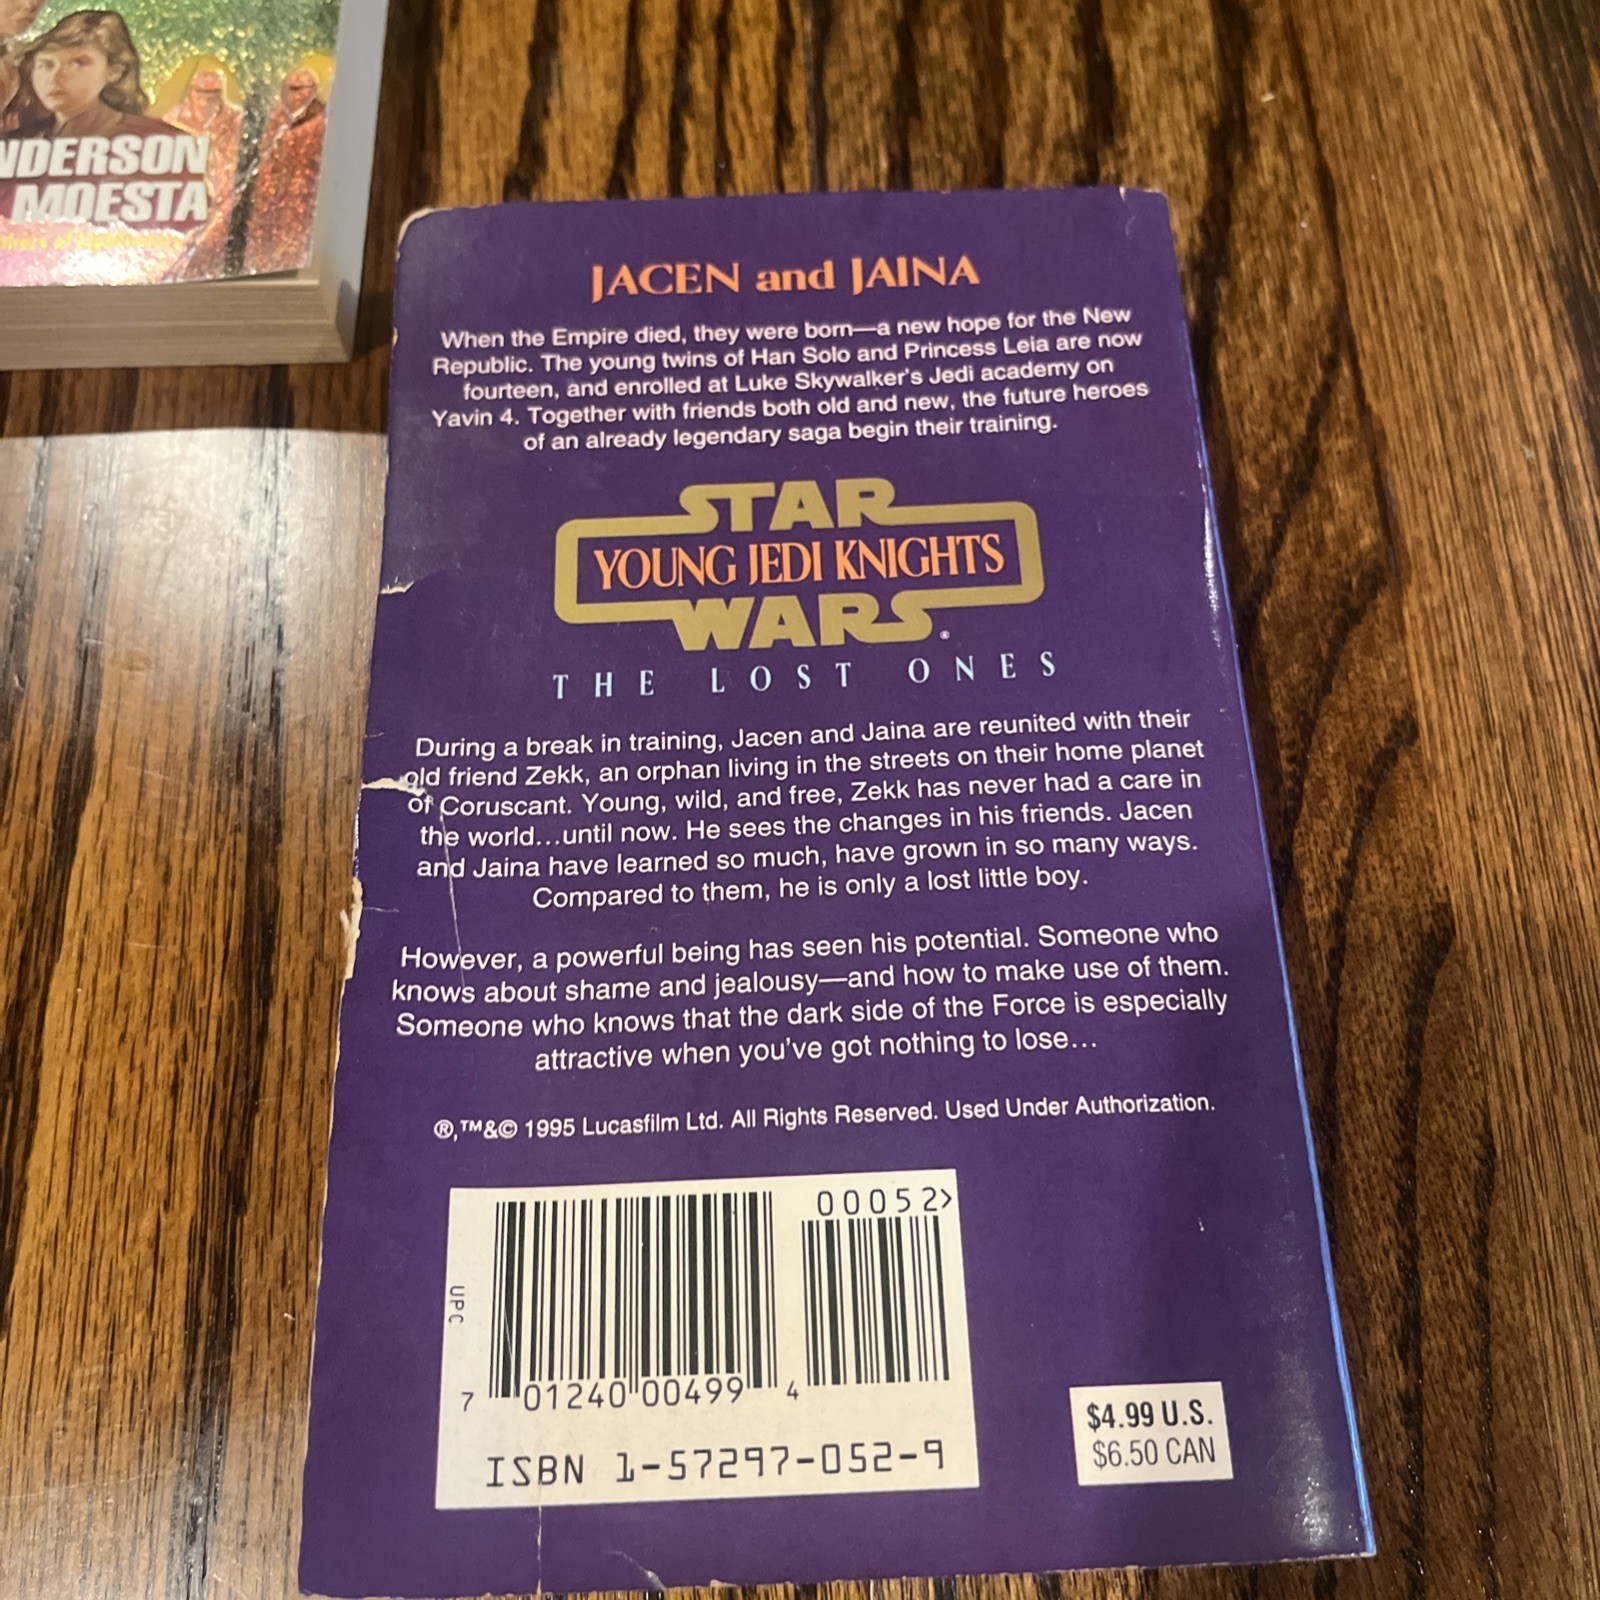 NDERSON
MOESTA
JACEN and JAINA
When the Empire died, they were born—a new hope for the New
Republic. The young twins of Han Solo and Princess Leia are now
fourteen, and enrolled at Luke Skywalker's Jedi academy on
Yavin 4. Together with friends both old and new, the future heroes
of an already legendary saga begin their training.
STAR
YOUNG JEDI KNIGHTS
WARS®
THE LOST ONES
During a break in training, Jacen and Jaina are reunited with their
old friend Zekk, an orphan living in the streets on their home planet
of Coruscant. Young, wild, and free, Zekk has never had a care in
the world...until now. He sees the changes in his friends. Jacen
and Jaina have learned so much, have grown in so many ways.
Compared to them, he is only a lost little boy.
However, a powerful being has seen his potential. Someone who
knows about shame and jealousy—and how to make use of them.
Someone who knows that the dark side of the Force is especially
attractive when you've got nothing to lose...
®,™&© 1995 Lucasfilm Ltd. All Rights Reserved. Used Under Authorization.
00052>
UPC
7 01240 00499 4
ISBN 1-57297-052-9
$4.99 U.S.
$6.50 CAN